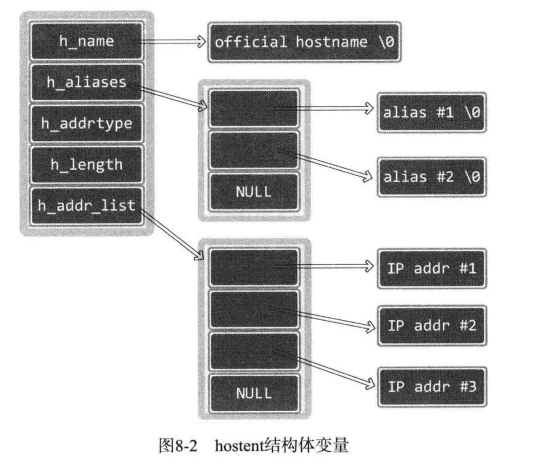 h_name
official hostname \0
h_aliases
h_addrtype
h_length
h_addr_list
alias #1 \0
alias #2 \0
NULL
IP addr #1
IP addr #2
IP addr #3
NULL
图8-2 hostent结构体变量